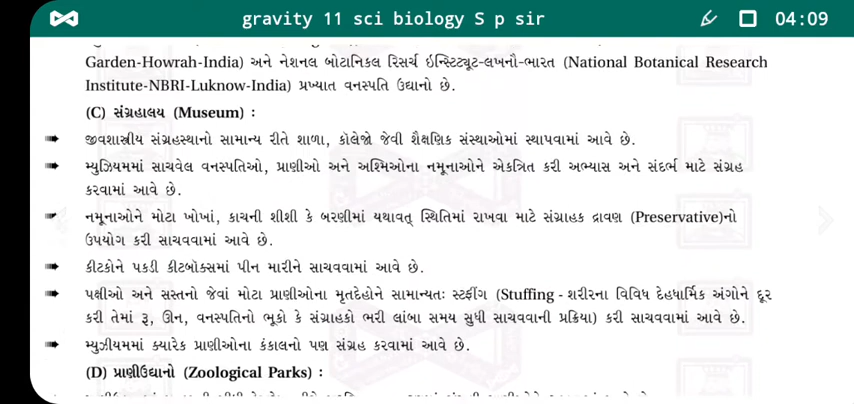 gravity 11 sci biology S p sir
04:09
Garden-Howrah-India) અને નેશનલ બોટાનિકલ રિસર્ચ ઇન્સ્ટિટ્યૂટ-લખનૌ-ભારત (National Botanical Research
Institute-NBRI-Luknow-India) પ્રખ્યાત વનસ્પતિ ઉદ્યાનો છે.
(C) સંગ્રહાલય (Museum) :
જીવશાસ્ત્રીય સંગ્રહસ્થાનો સામાન્ય રીતે શાળા, કૉલેજો જેવી શૈક્ષણિક સંસ્થાઓમાં સ્થાપવામાં આવે છે.
મ્યુઝિયમમાં સાચવેલ વનસ્પતિઓ, પ્રાણીઓ અને અશ્મિઓના નમૂનાઓને એકત્રિત કરી અભ્યાસ અને સંદર્ભ માટે સંગ્રહ
કરવામાં આવે છે.
નમૂનાઓને મોટા ખોખાં, કાચની શીશી કે બરણીમાં યથાવત્ સ્થિતિમાં રાખવા માટે સંગ્રાહક દ્રાવણ (Preservative)નો
ઉપયોગ કરી સાચવવામાં આવે છે.
કીટકોને પકડી કીટબૉક્સમાં પીન મારીને સાચવવામાં આવે છે.
પક્ષીઓ અને સસ્તનો જેવાં મોટા પ્રાણીઓના મૃતદેહોને સામાન્યતઃ સ્ટફીંગ (Stuffing - શરીરના વિવિધ દેહધાર્મિક અંગોને દૂર
કરી તેમાં રૂ, ઊન, વનસ્પતિનો ભૂકો કે સંગ્રાહકો ભરી લાંબા સમય સુધી સાચવવાની પ્રક્રિયા) કરી સાચવવામાં આવે છે.
મ્યુઝીયમમાં ક્યારેક પ્રાણીઓના કંકાલનો પણ સંગ્રહ કરવામાં આવે છે.
(D) પ્રાણીઉદ્યાનો (Zoological Parks) :